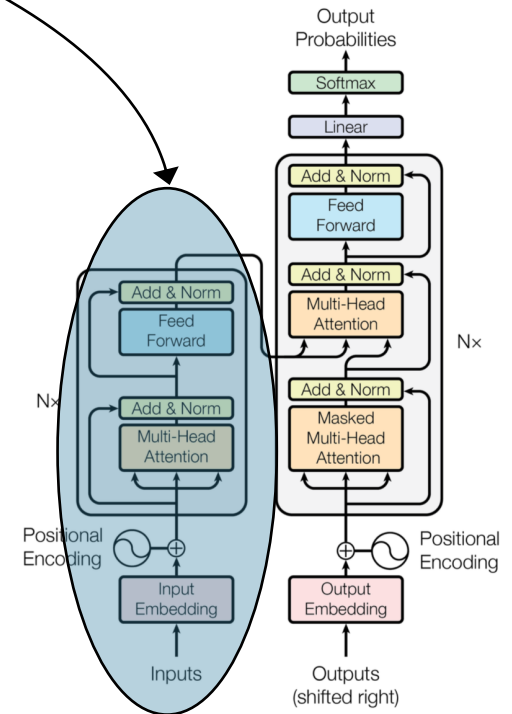 Output
Probabilities
Softmax
Linear
Add & Norm
Feed
Forward
Add & Norm
Multi-Head
Attention
N×
Add & Norm
Masked
Multi-Head
Attention
Positional
Encoding
Output
Embedding
Outputs
(shifted right)
Add & Norm
Feed
Forward
N×
Add & Norm
Multi-Head
Attention
Positional
Encoding
Input
Embedding
Inputs